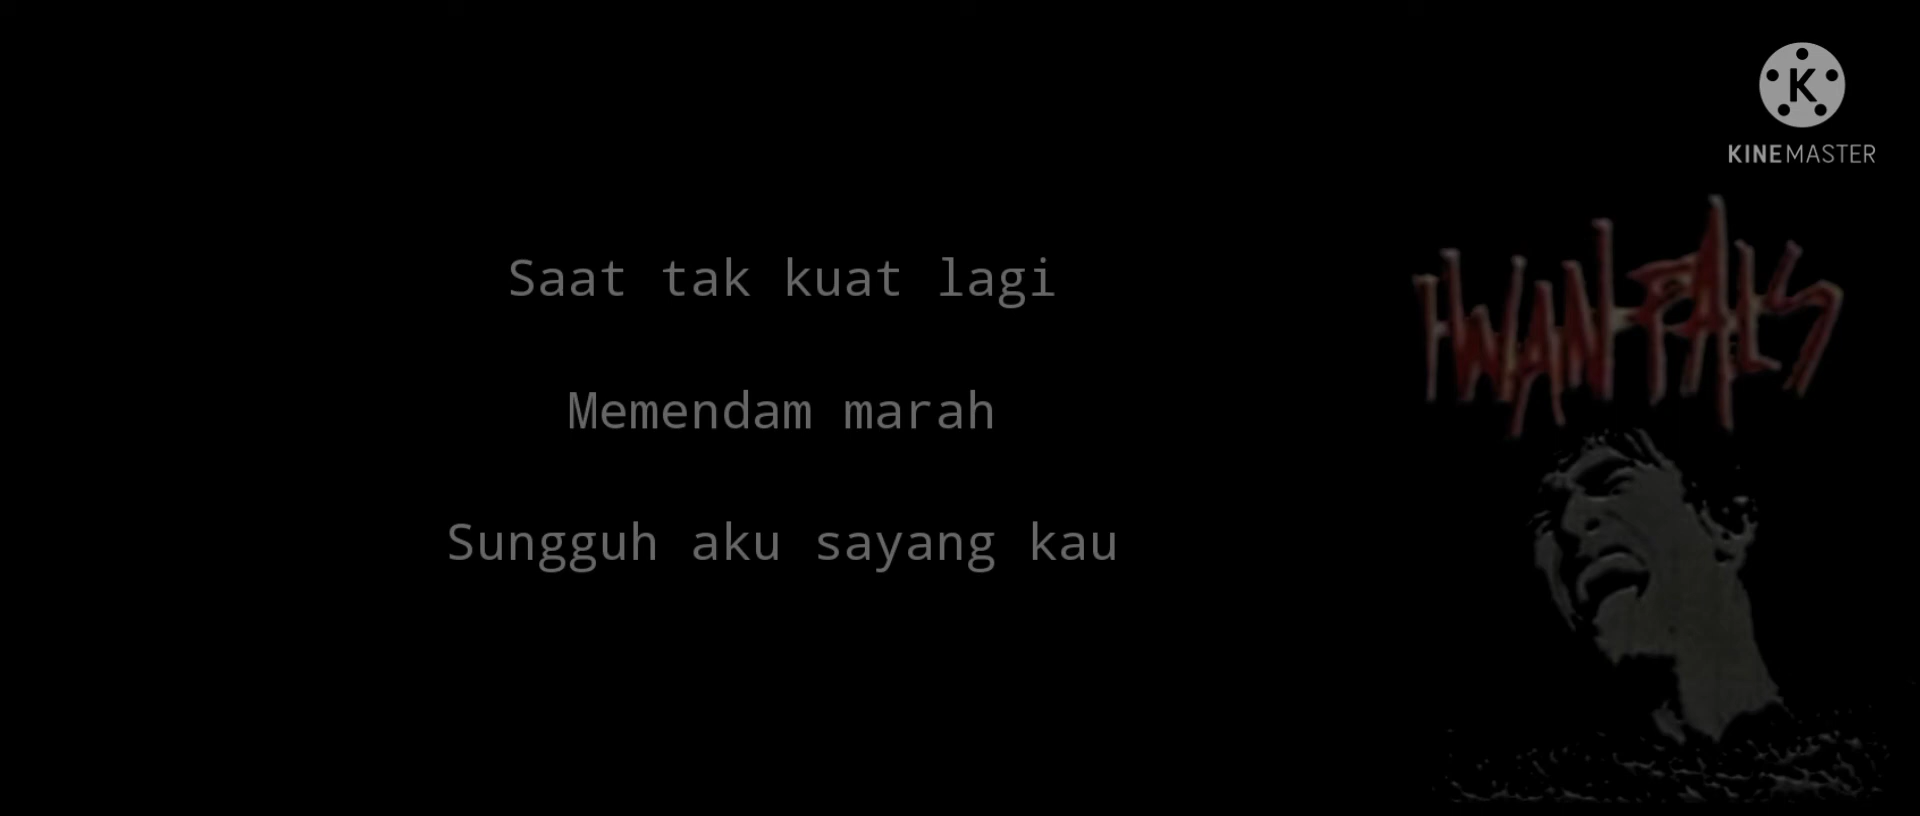 K
KINEMASTER
IWAN FALS
Saat tak kuat lagi
Memendam marah
Sungguh aku sayang kau